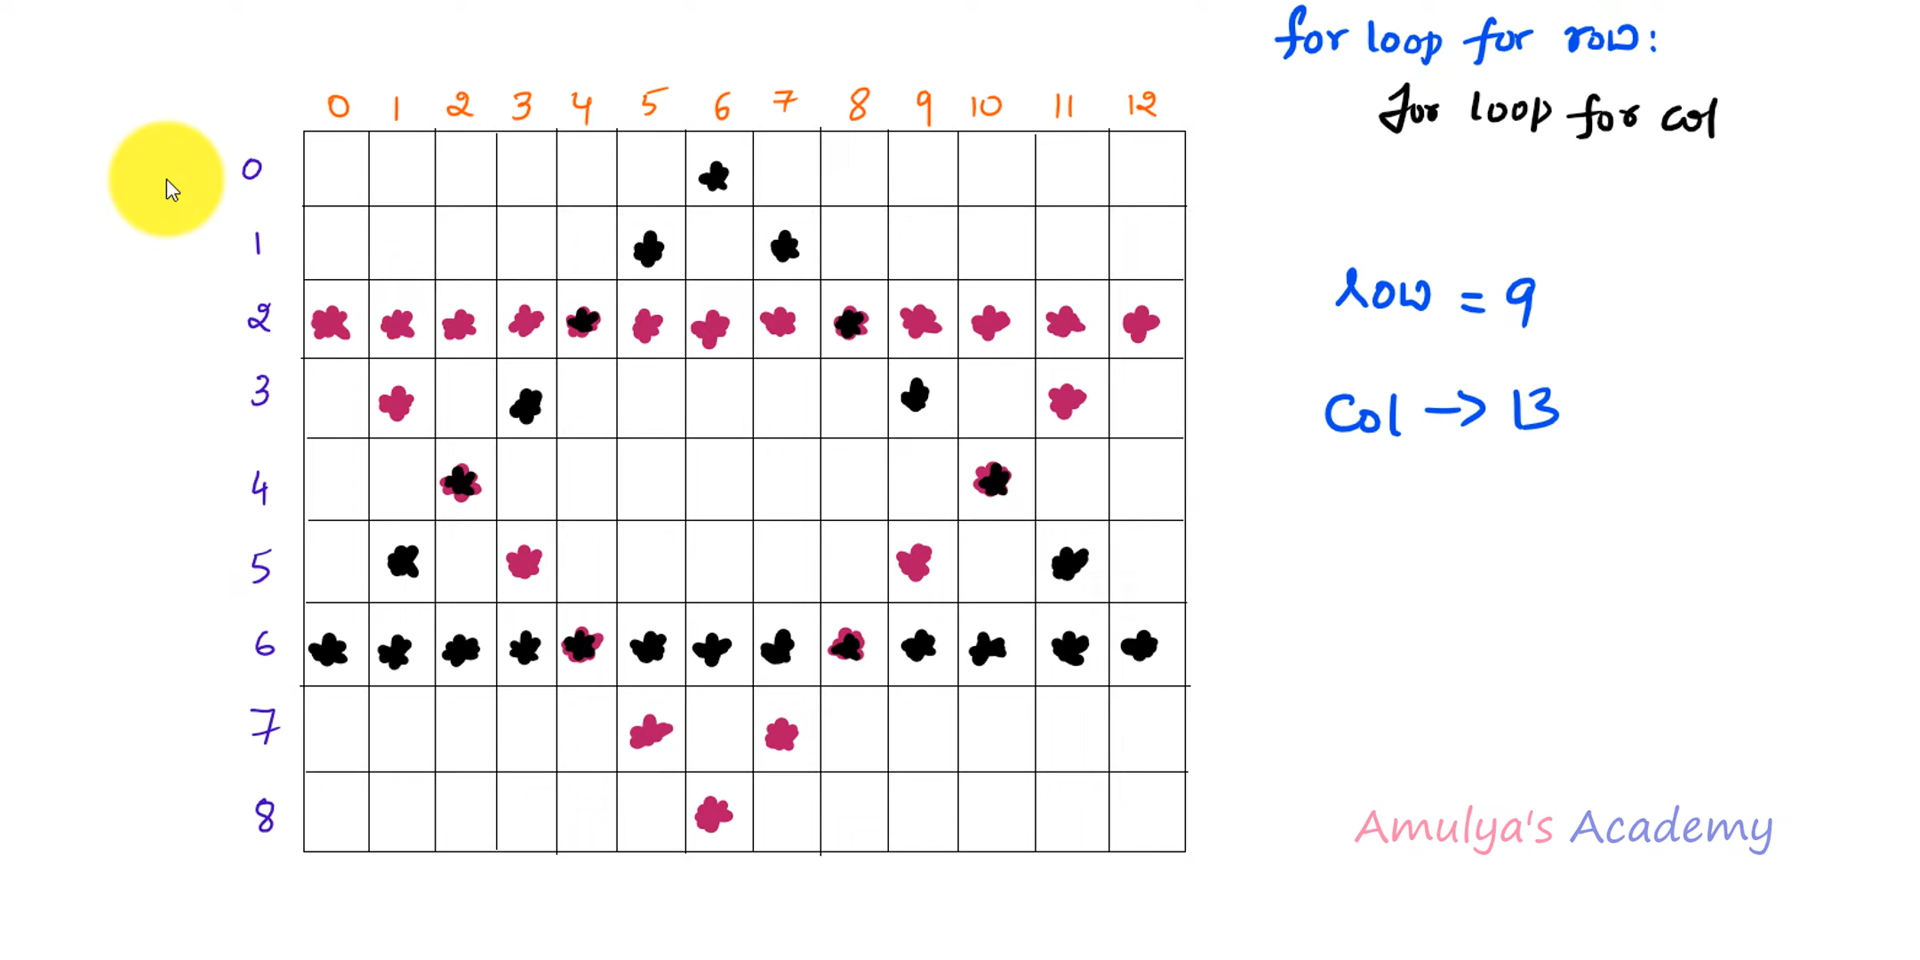 for loop for row:
for loop for col
0 1 2 3 4 5 6 7 8 9 10 11 12
0
1
2
3
4
5
6
7
8
row = 9
Col -> 13
Amulya's Academy